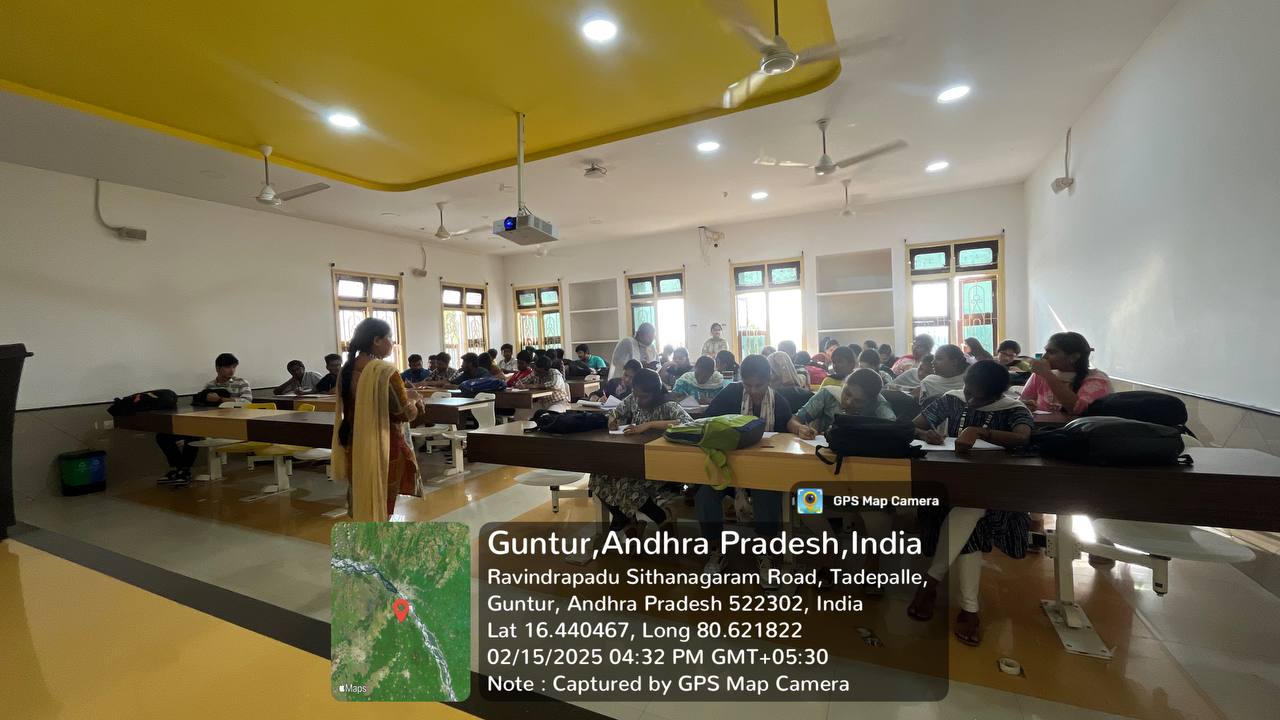 GPS Map Camera
Guntur,Andhra Pradesh,India
Ravindrapadu Sithanagaram Road, Tadepalle,
Guntur, Andhra Pradesh 522302, India
Lat 16.440467, Long 80.621822
02/15/2025 04:32 PM GMT+05:30
Note : Captured by GPS Map Camera
Maps